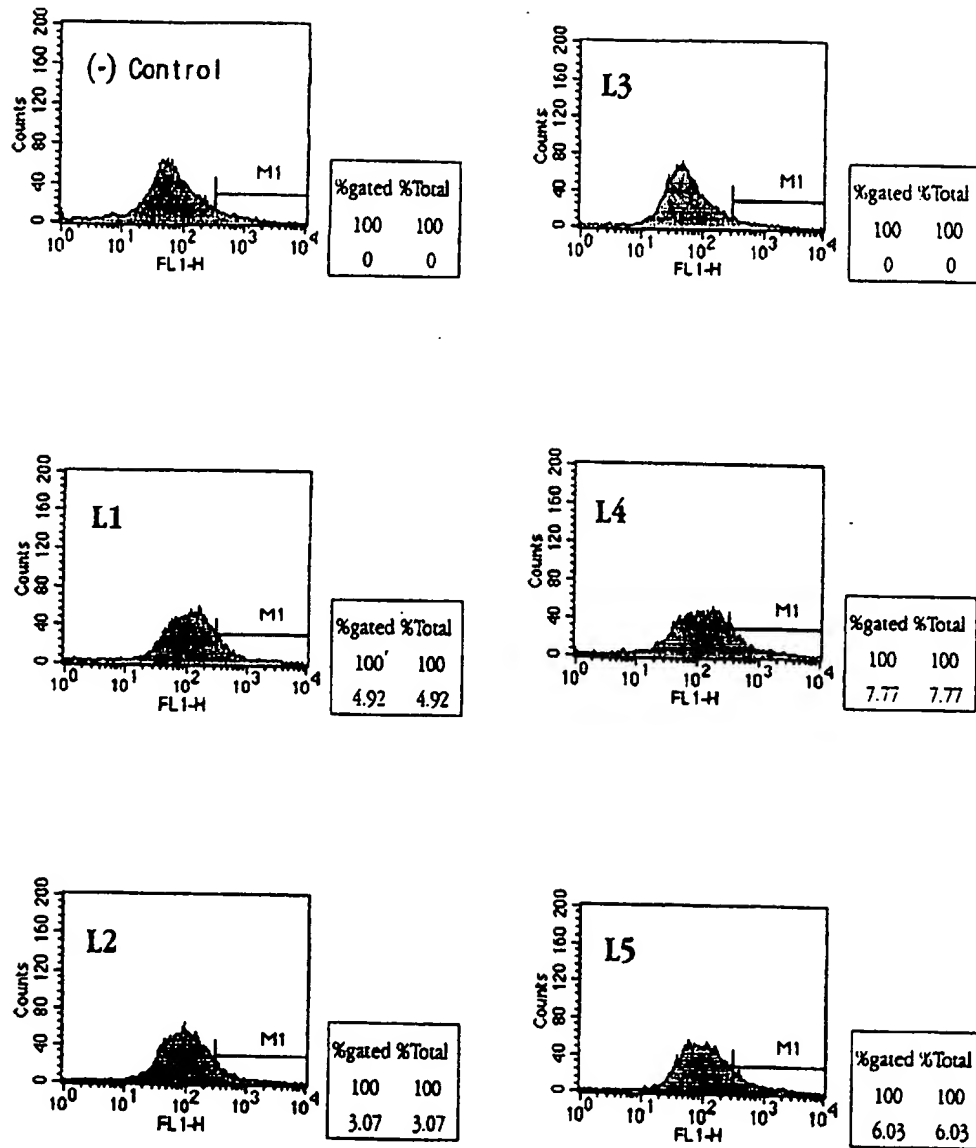 (-) Control
Counts
200
160
120
80
40
0
M1
10^0 10^1 10^2 10^3 10^4
FL1-H
%gated %Total
100 100
0 0
L3
Counts
200
160
120
80
40
0
M1
10^0 10^1 10^2 10^3 10^4
FL1-H
%gated %Total
100 100
0 0
L1
Counts
200
160
120
80
40
0
M1
10^0 10^1 10^2 10^3 10^4
FL1-H
%gated %Total
100 100
4.92 4.92
L4
Counts
200
160
120
80
40
0
M1
10^0 10^1 10^2 10^3 10^4
FL1-H
%gated %Total
100 100
7.77 7.77
L2
Counts
200
160
120
80
40
0
M1
10^0 10^1 10^2 10^3 10^4
FL1-H
%gated %Total
100 100
3.07 3.07
L5
Counts
200
160
120
80
40
0
M1
10^0 10^1 10^2 10^3 10^4
FL1-H
%gated %Total
100 100
6.03 6.03